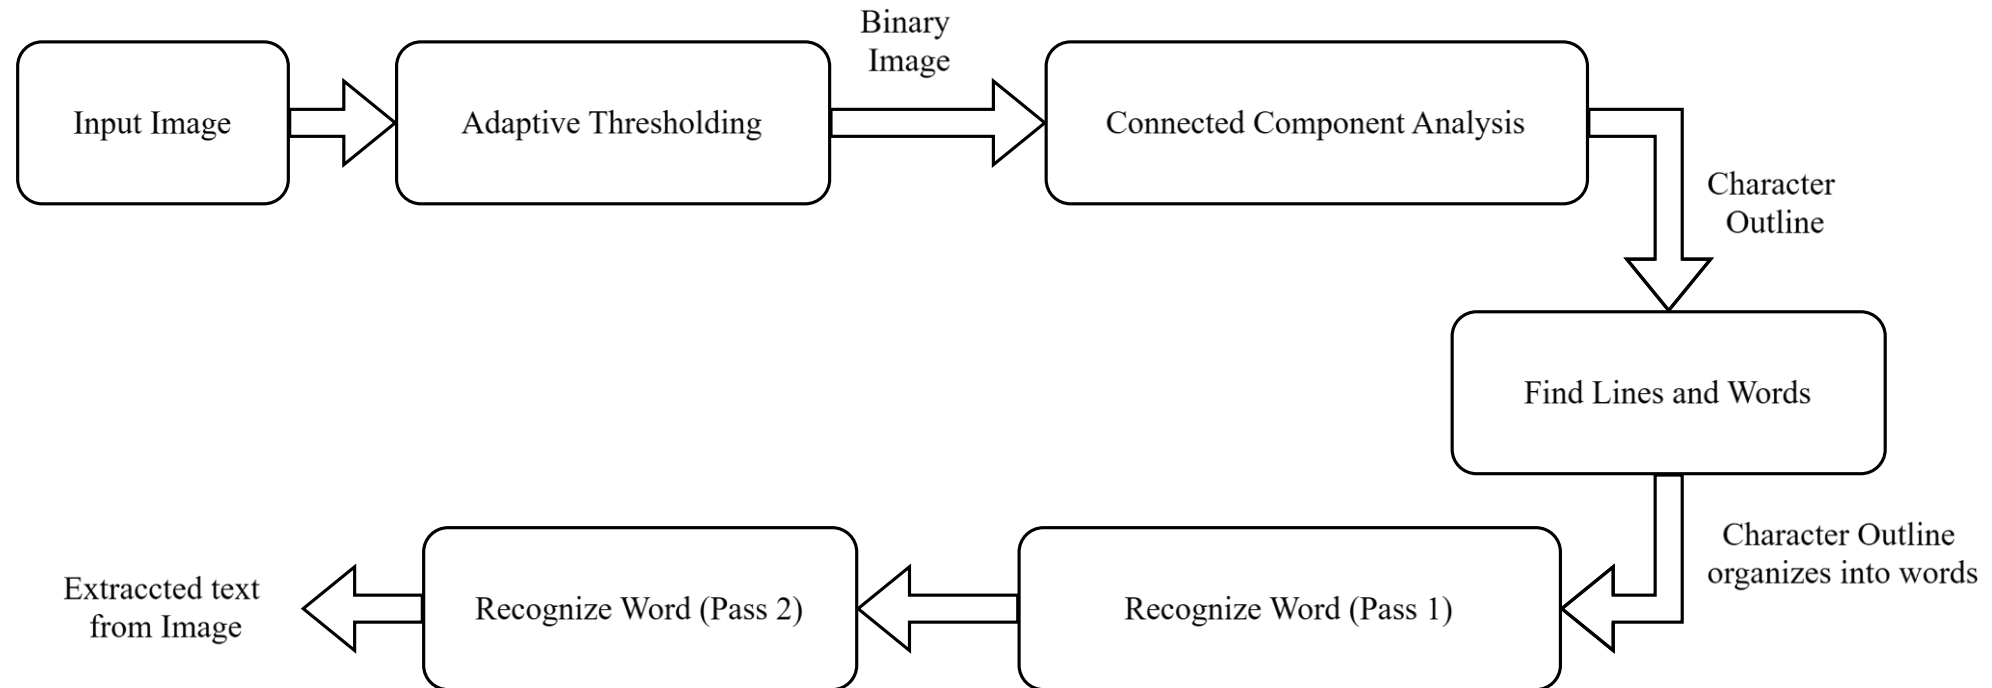 Input Image
Adaptive Thresholding
Binary
Image
Connected Component Analysis
Character
Outline
Find Lines and Words
Character Outline
organizes into words
Recognize Word (Pass 1)
Recognize Word (Pass 2)
Extraccted text
from Image